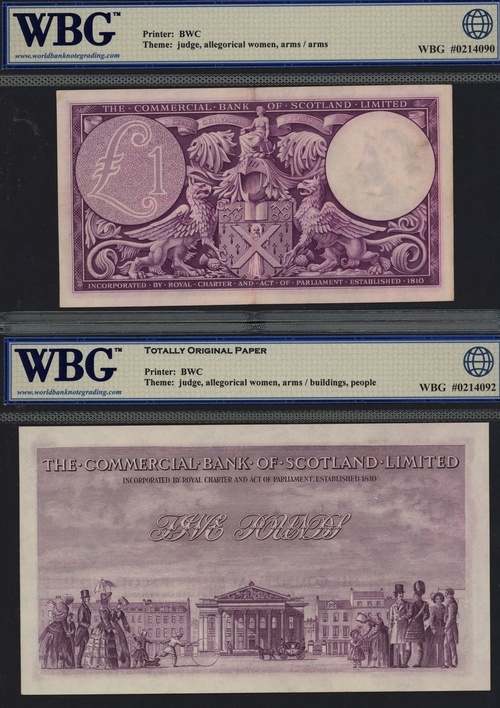 WBG™
www.worldbanknotegrading.com
Printer: BWC
Theme: judge, allegorical women, arms / arms
WBG #0214090
THE · COMMERCIAL · BANK · OF · SCOTLAND · LIMITED
£1
INCORPORATED · BY · ROYAL · CHARTER · AND · ACT · OF · PARLIAMENT · ESTABLISHED · 1810
WBG™
www.worldbanknotegrading.com
TOTALLY ORIGINAL PAPER
Printer: BWC
Theme: judge, allegorical women, arms / buildings, people
WBG #0214092
THE · COMMERCIAL · BANK · OF · SCOTLAND · LIMITED
INCORPORATED BY ROYAL CHARTER AND ACT OF PARLIAMENT. ESTABLISHED 1810
FIVE POUNDS